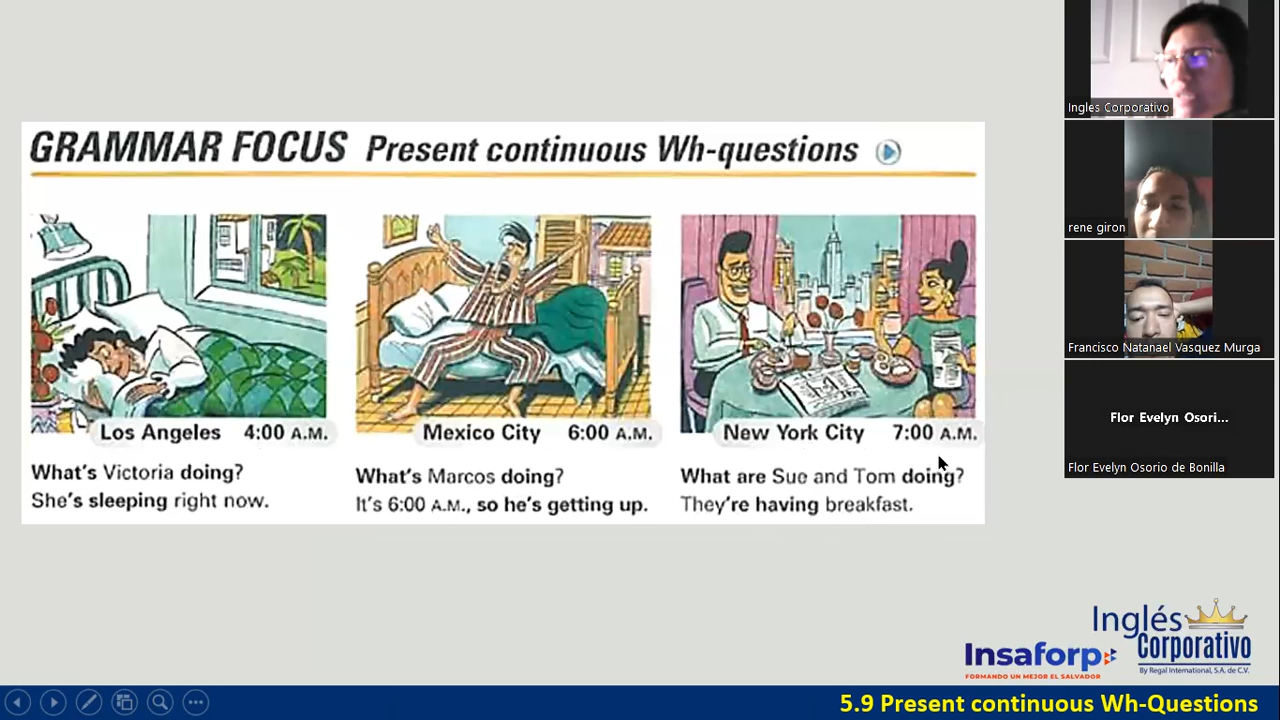 GRAMMAR FOCUS Present continuous Wh-questions
Los Angeles 4:00 A.M.
What's Victoria doing?
She's sleeping right now.
Mexico City 6:00 A.M.
What's Marcos doing?
It's 6:00 A.M., so he's getting up.
New York City 7:00 A.M.
What are Sue and Tom doing?
They're having breakfast.
Ingles Corporativo
rene giron
Francisco Natanael Vasquez Murga
Flor Evelyn Osori...
Flor Evelyn Osorio de Bonilla
Inglés
Corporativo
By Regal International, S.A. de C.V.
Insaforp
FORMANDO UN MEJOR EL SALVADOR
5.9 Present continuous Wh-Questions